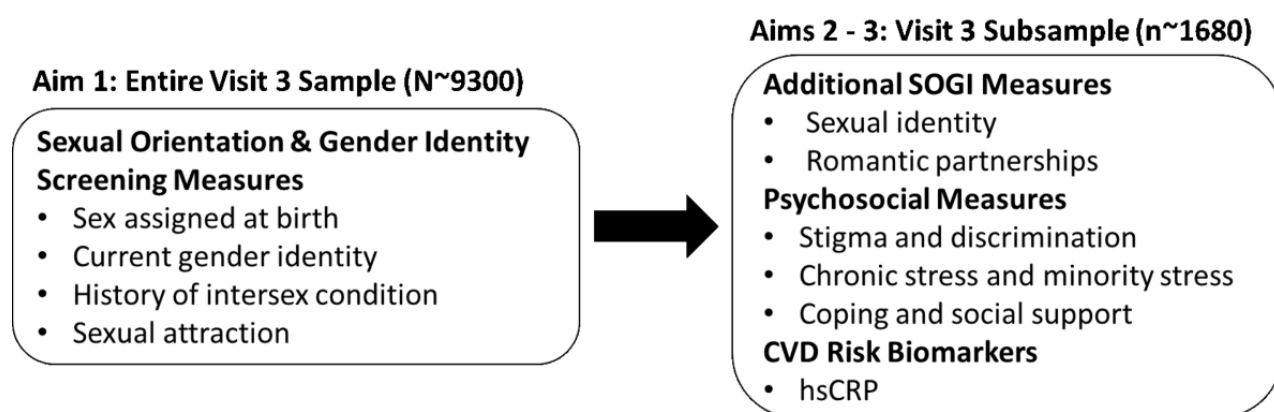 Aim 1: Entire Visit 3 Sample (N~9300)
Sexual Orientation & Gender Identity
Screening Measures
• Sex assigned at birth
• Current gender identity
• History of intersex condition
• Sexual attraction
Aims 2 - 3: Visit 3 Subsample (n~1680)
Additional SOGI Measures
• Sexual identity
• Romantic partnerships
Psychosocial Measures
• Stigma and discrimination
• Chronic stress and minority stress
• Coping and social support
CVD Risk Biomarkers
• hsCRP